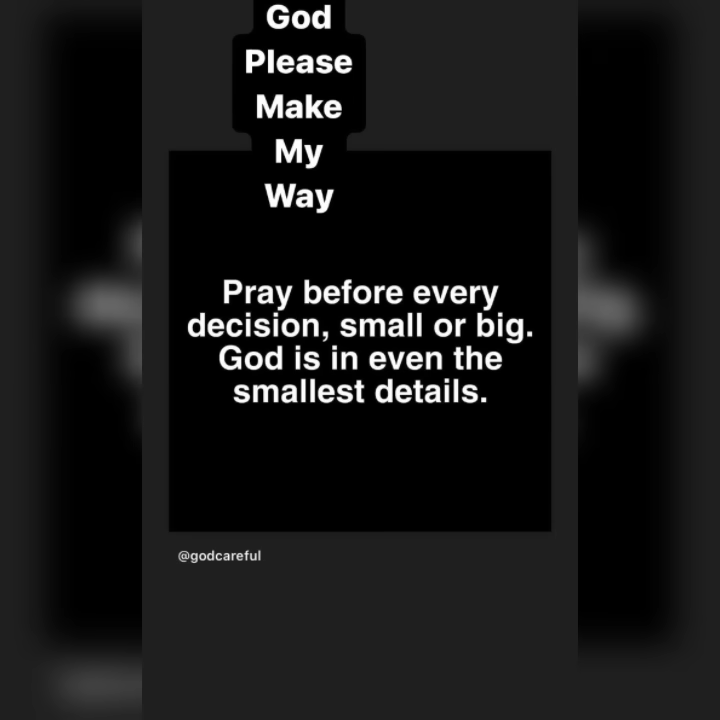 God
Please
Make
My
Way
Pray before every
decision, small or big.
God is in even the
smallest details.
@godcareful